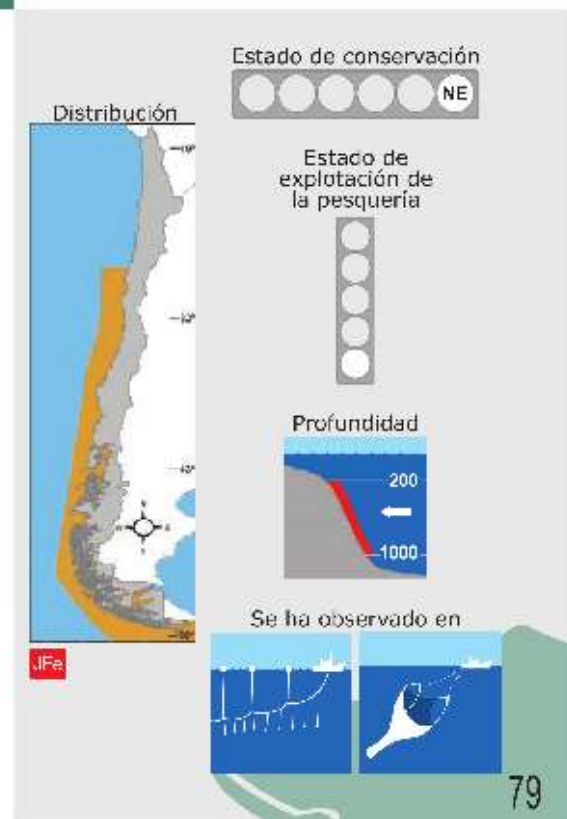 Estado de conservación
NE
Distribución
Estado de
explotación de
la pesquería
Profundidad
200
1000
Se ha observado en
JFe
79